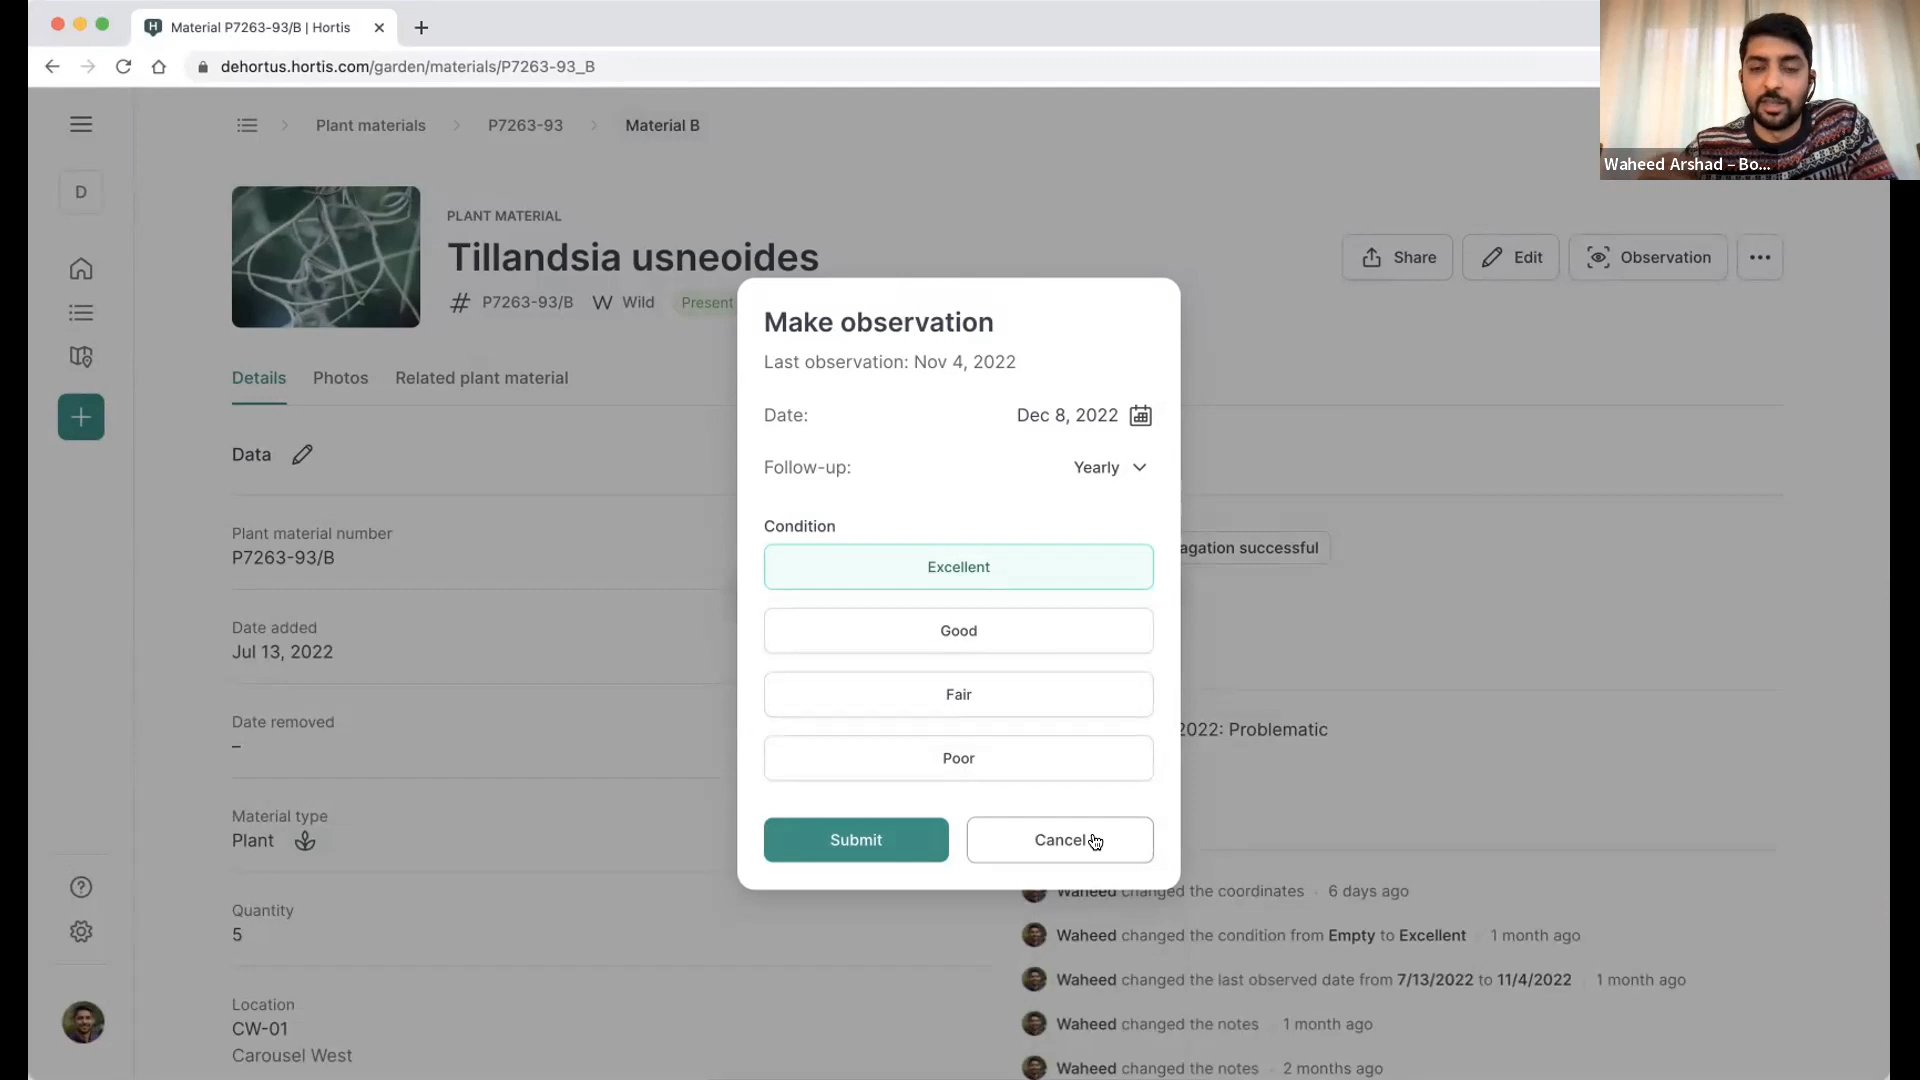 Material P7263-93/B | Hortis
dehortus.hortis.com/garden/materials/P7263-93_B
Waheed Arshad – Bo...
Plant materials
P7263-93
Material B
D
PLANT MATERIAL
Tillandsia usneoides
# P7263-93/B W Wild Present
Share
Edit
Observation
Details
Photos
Related plant material
Data
Plant material number
P7263-93/B
Date added
Jul 13, 2022
Date removed
–
Material type
Plant
Quantity
5
Location
CW-01
Carousel West
Make observation
Last observation: Nov 4, 2022
Date: Dec 8, 2022
Follow-up: Yearly
Condition
Excellent
Good
Fair
Poor
Submit
Cancel
agation successful
2022: Problematic
Waheed changed the coordinates · 6 days ago
Waheed changed the condition from Empty to Excellent · 1 month ago
Waheed changed the last observed date from 7/13/2022 to 11/4/2022 · 1 month ago
Waheed changed the notes · 1 month ago
Waheed changed the notes · 2 months ago